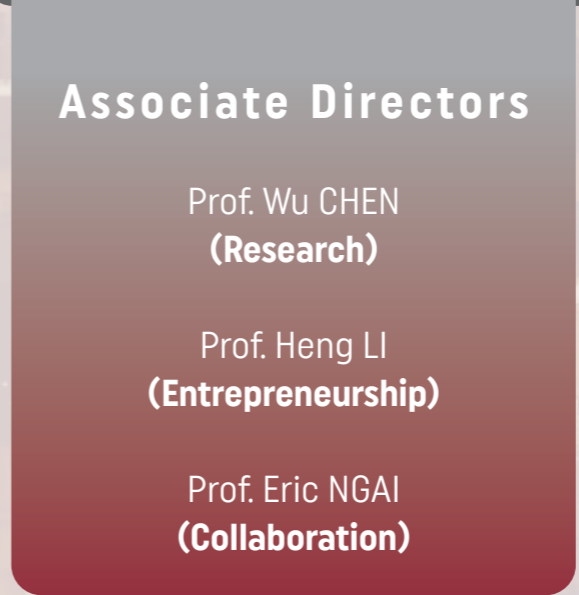 Associate Directors
Prof. Wu CHEN
(Research)
Prof. Heng LI
(Entrepreneurship)
Prof. Eric NGAI
(Collaboration)